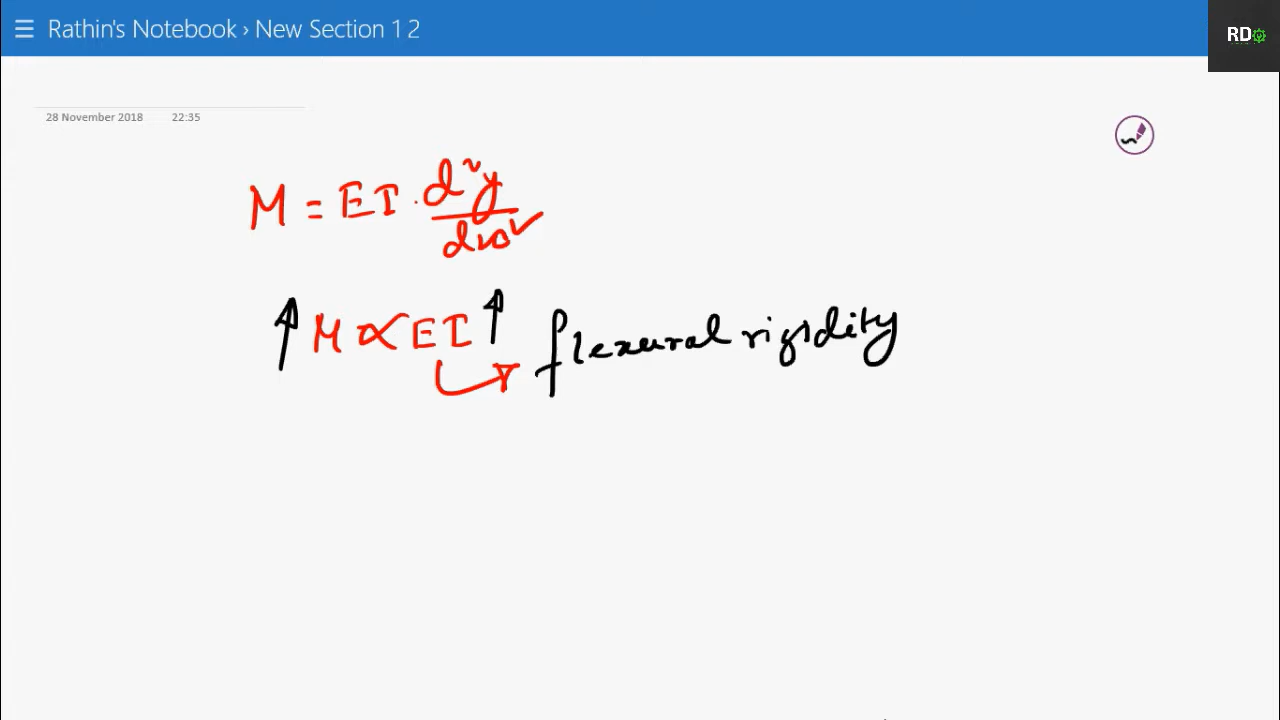 Rathin's Notebook › New Section 1 2
RD
28 November 2018 22:35
M = EI · d²y/dx²
↑ M ∝ EI ↑ flexural rigidity